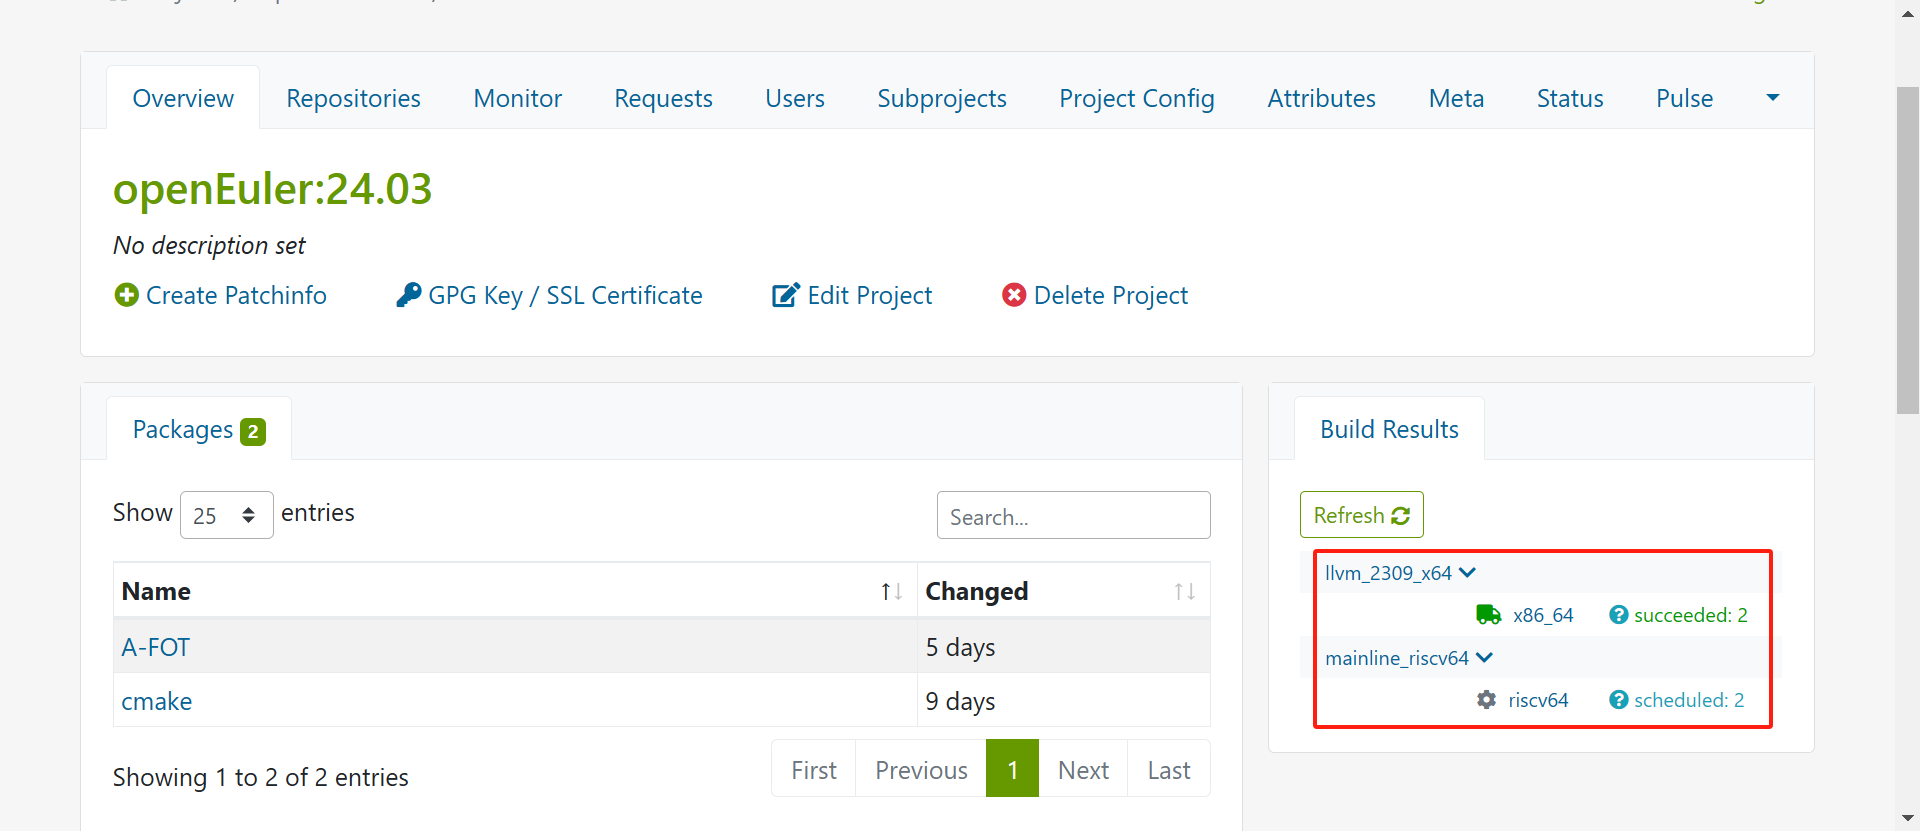 Overview Repositories Monitor Requests Users Subprojects Project Config Attributes Meta Status Pulse
openEuler:24.03
No description set
Create Patchinfo GPG Key / SSL Certificate Edit Project Delete Project
Packages 2
Show 25 entries
Search...
Name Changed
A-FOT 5 days
cmake 9 days
Showing 1 to 2 of 2 entries
First Previous 1 Next Last
Build Results
Refresh
llvm_2309_x64
x86_64 succeeded: 2
mainline_riscv64
riscv64 scheduled: 2